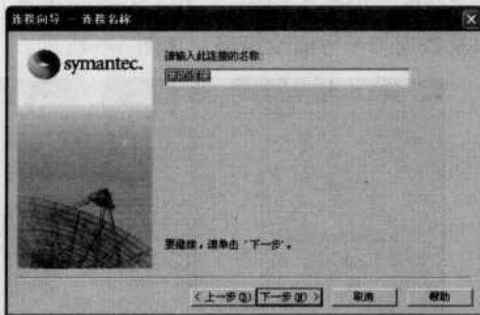 连接向导 - 连接名称
symantec.
请输入此连接的名称:
要继续，请单击“下一步”。
< 上一步(B)
下一步(N) >
取消
帮助